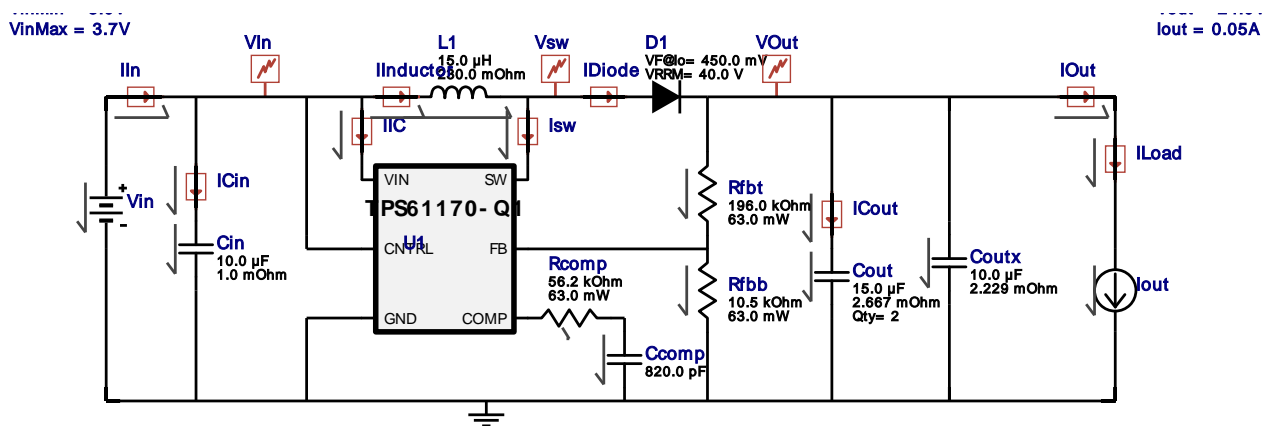 VinMax = 3.7V
Iout = 0.05A
VIn
L1
15.0 µH
280.0 mOhm
Vsw
D1
VF@Io= 450.0 mV
VRRM= 40.0 V
VOut
IIn
IInductor
IDiode
IOut
IIC
Isw
ILoad
ICin
Vin
+
-
VIN
SW
TPS61170-Q1
U1
CNTRL
FB
GND
COMP
Cin
10.0 µF
1.0 mOhm
Rfbt
196.0 kOhm
63.0 mW
ICout
Rcomp
56.2 kOhm
63.0 mW
Rfbb
10.5 kOhm
63.0 mW
Cout
15.0 µF
2.667 mOhm
Qty= 2
Coutx
10.0 µF
2.229 mOhm
Iout
Ccomp
820.0 pF